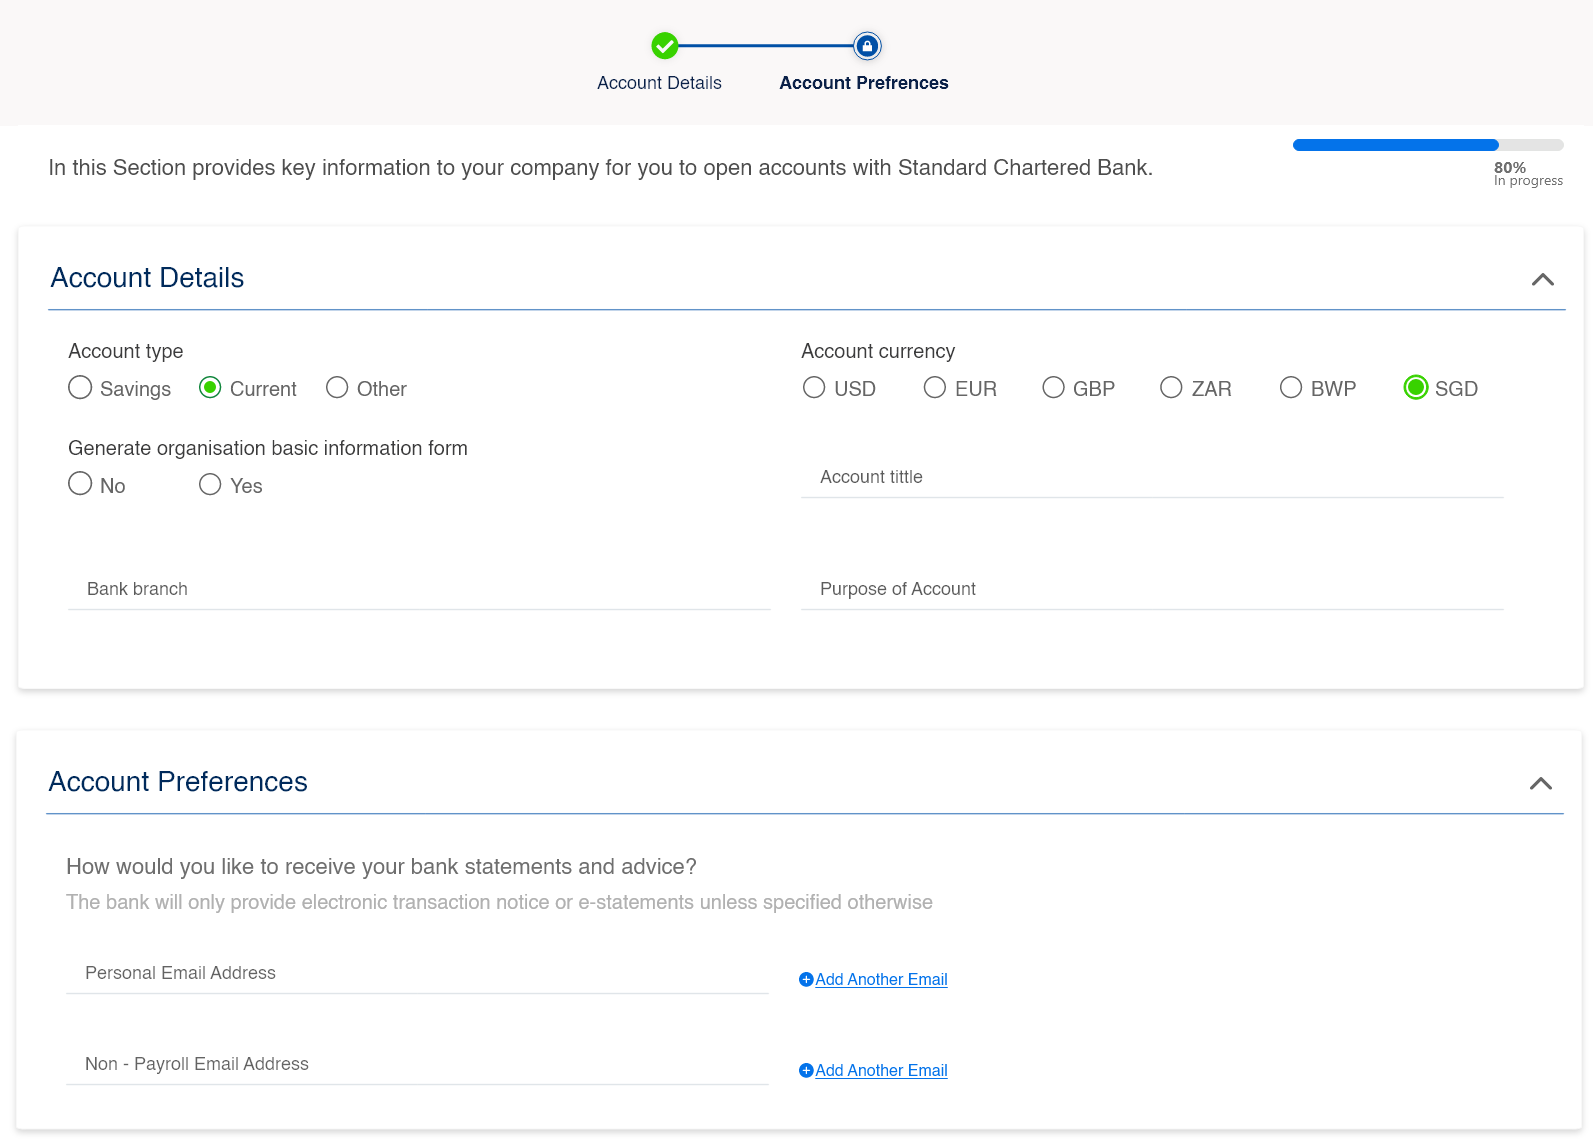 Account Details
Account Prefrences
In this Section provides key information to your company for you to open accounts with Standard Chartered Bank.
80%
In progress
Account Details
Account type
Savings Current Other
Account currency
USD EUR GBP ZAR BWP SGD
Generate organisation basic information form
No Yes
Account tittle
Bank branch
Purpose of Account
Account Preferences
How would you like to receive your bank statements and advice?
The bank will only provide electronic transaction notice or e-statements unless specified otherwise
Personal Email Address
Add Another Email
Non - Payroll Email Address
Add Another Email